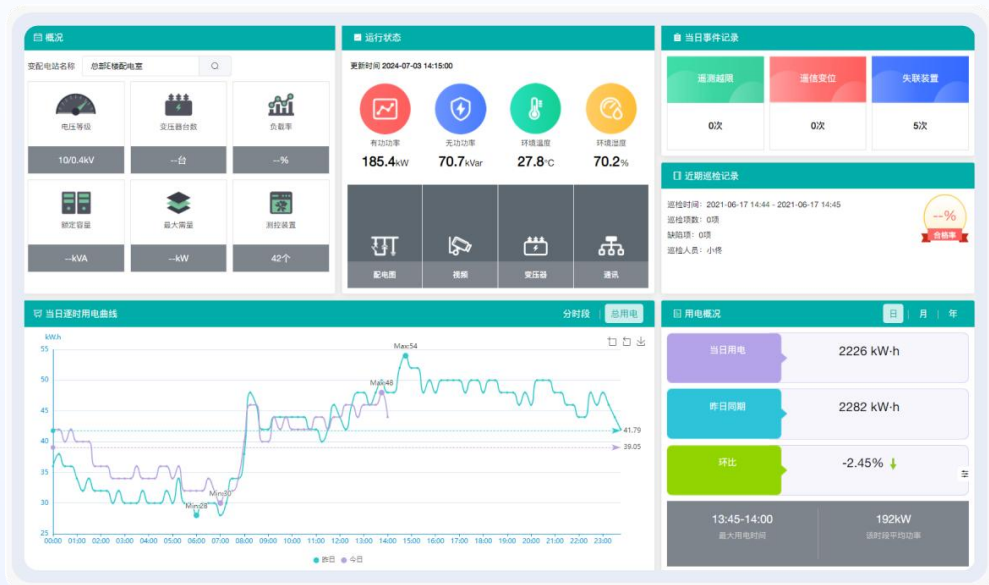 概况
变配电站名称 总部E楼配电室
电压等级 变压器台数 负载率
10/0.4kV --台 --%
额定容量 最大需量 测控装置
--kVA --kW 42个
运行状态
更新时间 2024-07-03 14:15:00
有功功率 无功功率 环境温度 环境湿度
185.4kW 70.7kVar 27.8°C 70.2%
配电图 视频 变压器 通讯
当日事件记录
遥测越限 遥信变位 失联装置
0次 0次 5次
近期巡检记录
巡检时间: 2021-06-17 14:44 - 2021-06-17 14:45
巡检项数: 0项
缺陷项: 0项
巡检人员: 小佟
--%
合格率
当日逐时用电曲线 分时段 总用电
kW.h
55
50
45
40
35
30
25
Max:54
Max:48
Min:30
Min:28
41.79
39.05
00:00 01:00 02:00 03:00 04:00 05:00 06:00 07:00 08:00 09:00 10:00 11:00 12:00 13:00 14:00 15:00 16:00 17:00 18:00 19:00 20:00 21:00 22:00 23:00
昨日 今日
用电概况 日 月 年
当日用电 2226 kW·h
昨日同期 2282 kW·h
环比 -2.45%
13:45-14:00 192kW
最大用电时间 该时段平均功率